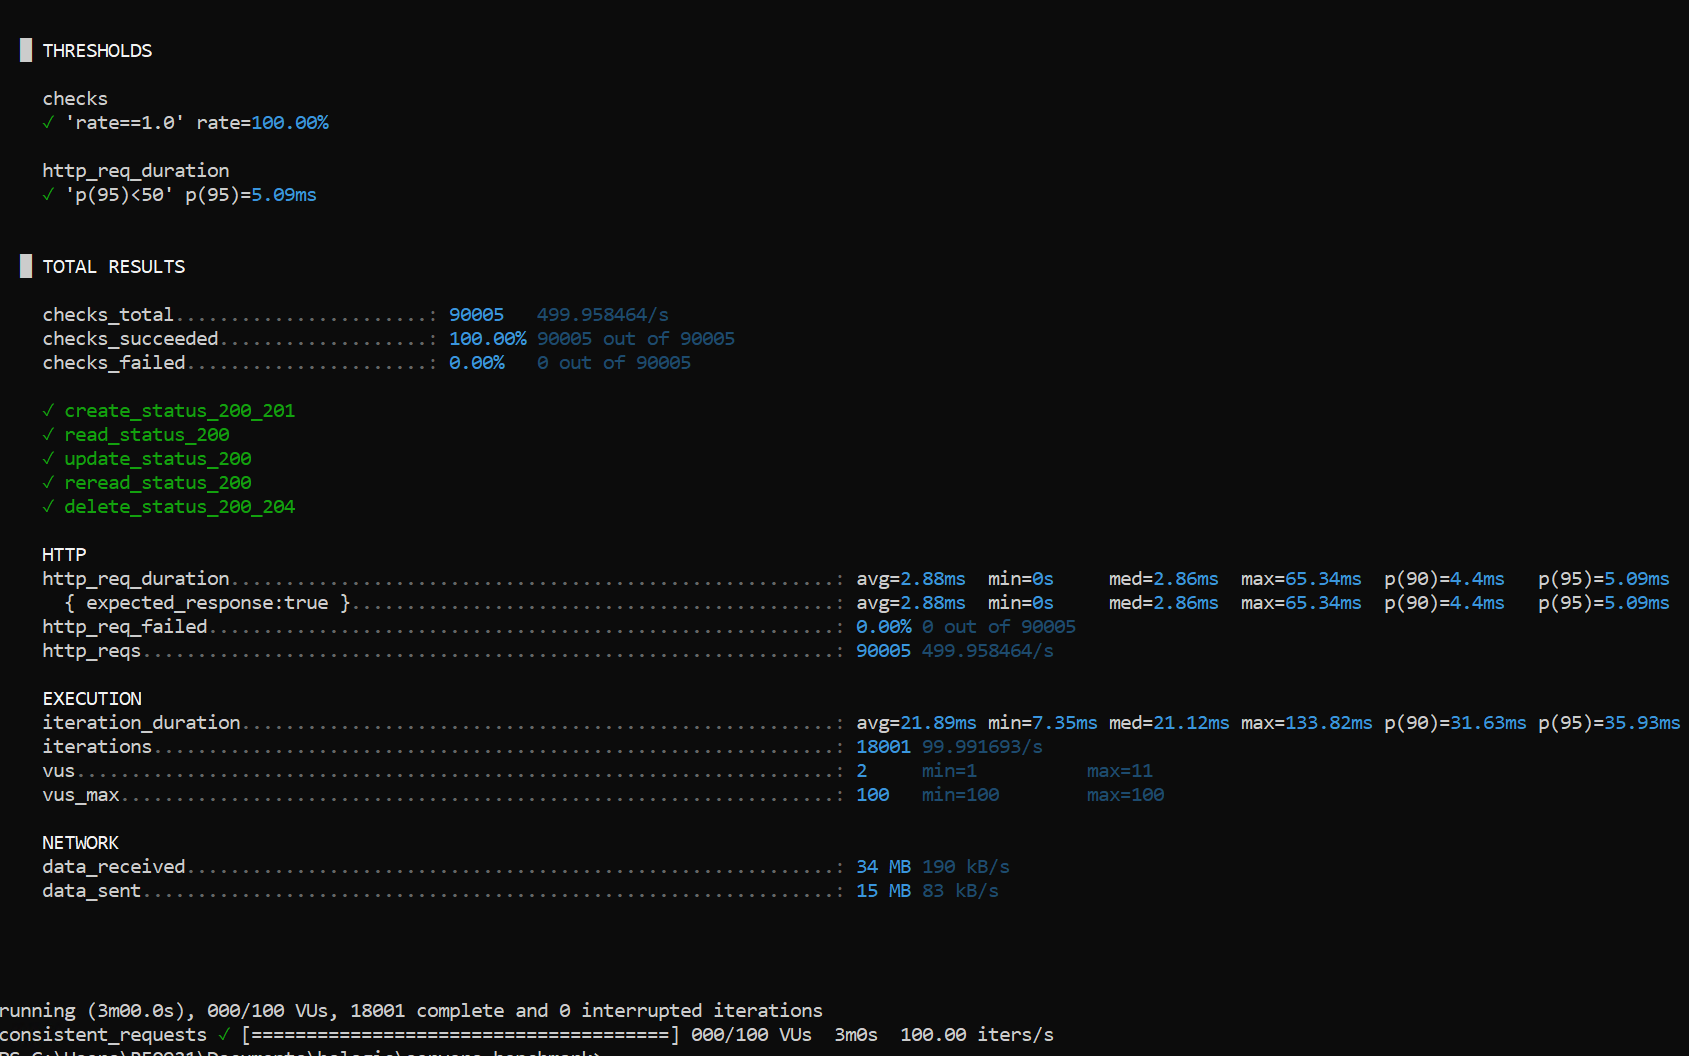 THRESHOLDS
checks
✓ 'rate==1.0' rate=100.00%
http_req_duration
✓ 'p(95)<50' p(95)=5.09ms
TOTAL RESULTS
checks_total.......................: 90005 499.958464/s
checks_succeeded...................: 100.00% 90005 out of 90005
checks_failed......................: 0.00% 0 out of 90005
✓ create_status_200_201
✓ read_status_200
✓ update_status_200
✓ reread_status_200
✓ delete_status_200_204
HTTP
http_req_duration.......................................................: avg=2.88ms min=0s med=2.86ms max=65.34ms p(90)=4.4ms p(95)=5.09ms
{ expected_response:true }............................................: avg=2.88ms min=0s med=2.86ms max=65.34ms p(90)=4.4ms p(95)=5.09ms
http_req_failed.........................................................: 0.00% 0 out of 90005
http_reqs...............................................................: 90005 499.958464/s
EXECUTION
iteration_duration......................................................: avg=21.89ms min=7.35ms med=21.12ms max=133.82ms p(90)=31.63ms p(95)=35.93ms
iterations..............................................................: 18001 99.991693/s
vus.....................................................................: 2 min=1 max=11
vus_max.................................................................: 100 min=100 max=100
NETWORK
data_received...........................................................: 34 MB 190 kB/s
data_sent...............................................................: 15 MB 83 kB/s
running (3m00.0s), 000/100 VUs, 18001 complete and 0 interrupted iterations
consistent_requests ✓ [======================================] 000/100 VUs 3m0s 100.00 iters/s